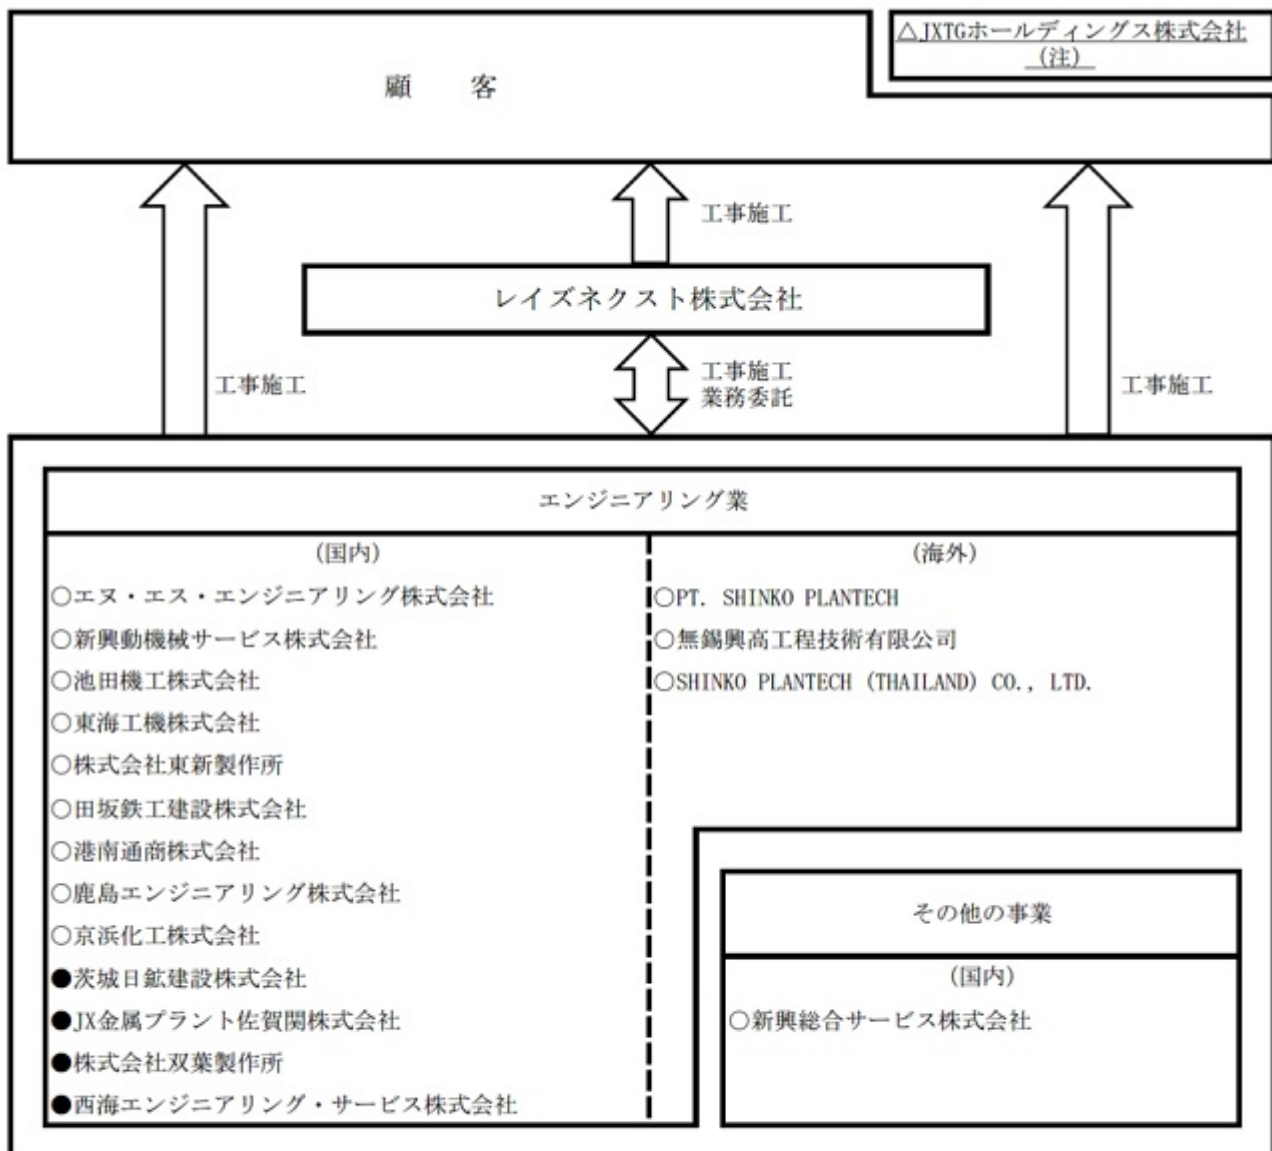 △JXTGホールディングス株式会社
(注)
顧　　客
工事施工
レイズネクスト株式会社
工事施工
工事施工
業務委託
工事施工
エンジニアリング業
(国内)
○エヌ・エス・エンジニアリング株式会社
○新興動機械サービス株式会社
○池田機工株式会社
○東海工機株式会社
○株式会社東新製作所
○田坂鉄工建設株式会社
○港南通商株式会社
○鹿島エンジニアリング株式会社
○京浜化工株式会社
●茨城日鉱建設株式会社
●JX金属プラント佐賀関株式会社
●株式会社双葉製作所
●西海エンジニアリング・サービス株式会社
(海外)
○PT. SHINKO PLANTECH
○無錫興高工程技術有限公司
○SHINKO PLANTECH (THAILAND) CO., LTD.
その他の事業
(国内)
○新興総合サービス株式会社